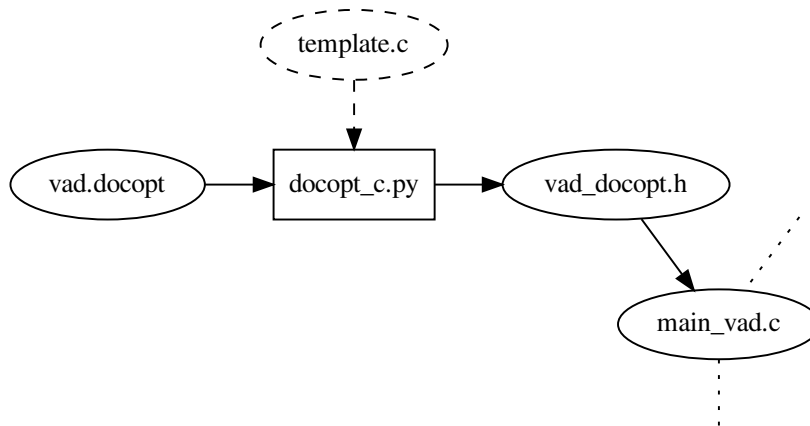 template.c
vad.docopt
docopt_c.py
vad_docopt.h
main_vad.c